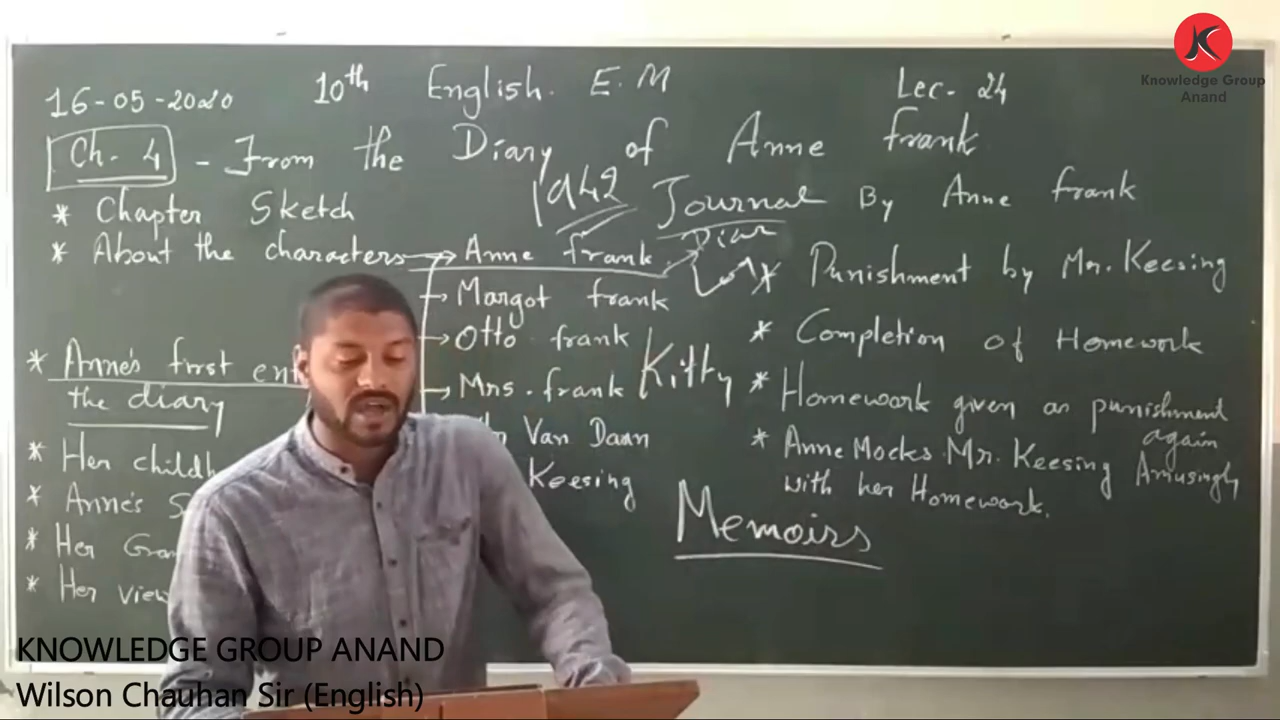 Knowledge Group
Anand
16-05-2020 10th English. E.M Lec- 24
Ch. 4 - From the Diary of Anne frank
1942 Journal By Anne frank
* Chapter Sketch
* About the characters → Anne frank
Diar
→ Margot frank
→ Otto frank
→ Mrs. frank
Van Daan
Keesing
Kitty
* Anne's first
the diary
* Her
* Anne's
* Her
* Her
* Punishment by Mr. Keesing
* Completion of Homework
* Homework given as punishment
again
* Anne Mocks Mr. Keesing Amusingly
with her Homework.
Memoirs
KNOWLEDGE GROUP ANAND
Wilson Chauhan Sir (English)